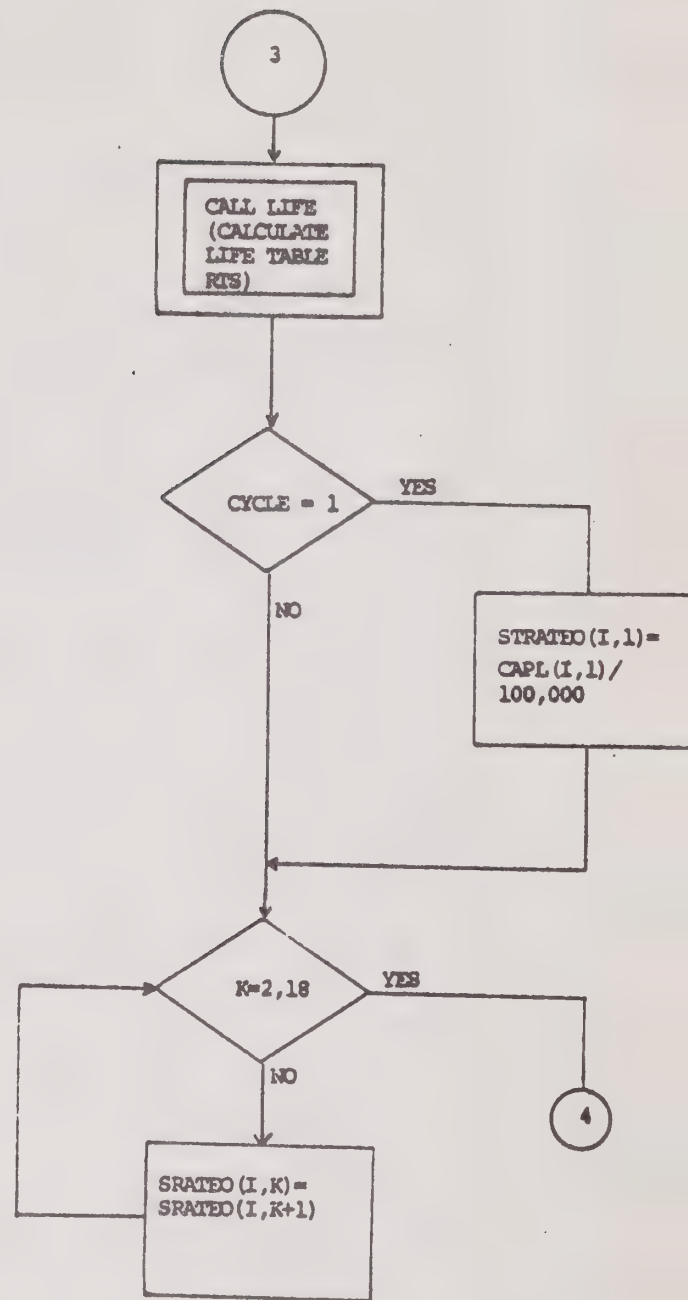 3
CALL LIFE
(CALCULATE
LIFE TABLE
RTS)
CYCLE = 1
YES
NO
STRATEO(I,1)=
CAPL(I,1)/
100,000
K=2,18
YES
NO
4
SRATEO(I,K)=
SRATEO(I,K+1)